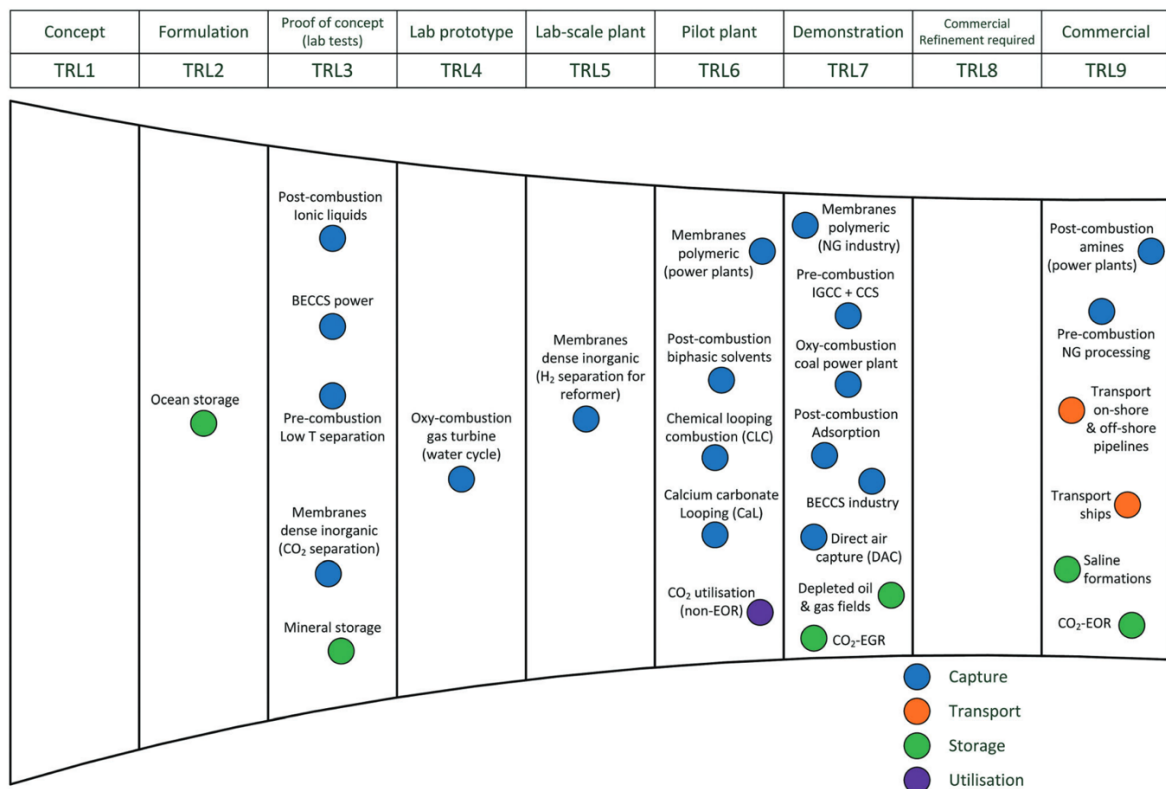 Concept
Formulation
Proof of concept
(lab tests)
Lab prototype
Lab-scale plant
Pilot plant
Demonstration
Commercial
Refinement required
Commercial
TRL1
TRL2
TRL3
TRL4
TRL5
TRL6
TRL7
TRL8
TRL9
Ocean storage
Post-combustion
Ionic liquids
BECCS power
Pre-combustion
Low T separation
Membranes
dense inorganic
(CO₂ separation)
Mineral storage
Oxy-combustion
gas turbine
(water cycle)
Membranes
dense inorganic
(H₂ separation for
reformer)
Membranes
polymeric
(power plants)
Post-combustion
biphasic solvents
Chemical looping
combustion (CLC)
Calcium carbonate
Looping (CaL)
CO₂ utilisation
(non-EOR)
Membranes
polymeric
(NG industry)
Pre-combustion
IGCC + CCS
Oxy-combustion
coal power plant
Post-combustion
Adsorption
BECCS industry
Direct air
capture (DAC)
Depleted oil
& gas fields
CO₂-EGR
Post-combustion
amines
(power plants)
Pre-combustion
NG processing
Transport
on-shore
& off-shore
pipelines
Transport
ships
Saline
formations
CO₂-EOR
Capture
Transport
Storage
Utilisation